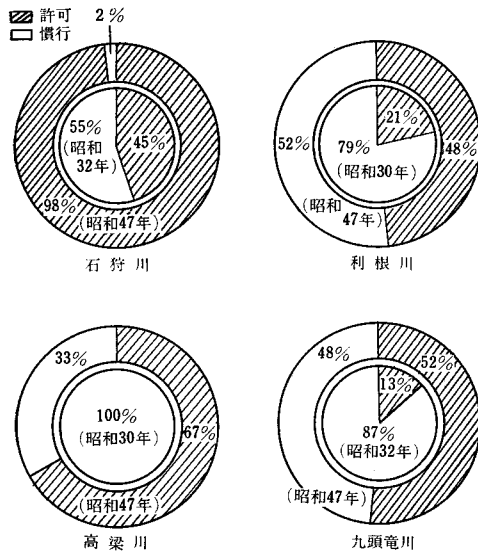 許可
慣行
2%
55%
(昭和
32年)
45%
98%
(昭和47年)
石狩川
21%
79%
(昭和30年)
52%
48%
(昭和
47年)
利根川
33%
100%
(昭和30年)
67%
(昭和47年)
高梁川
48%
52%
13%
87%
(昭和32年)
(昭和47年)
九頭竜川